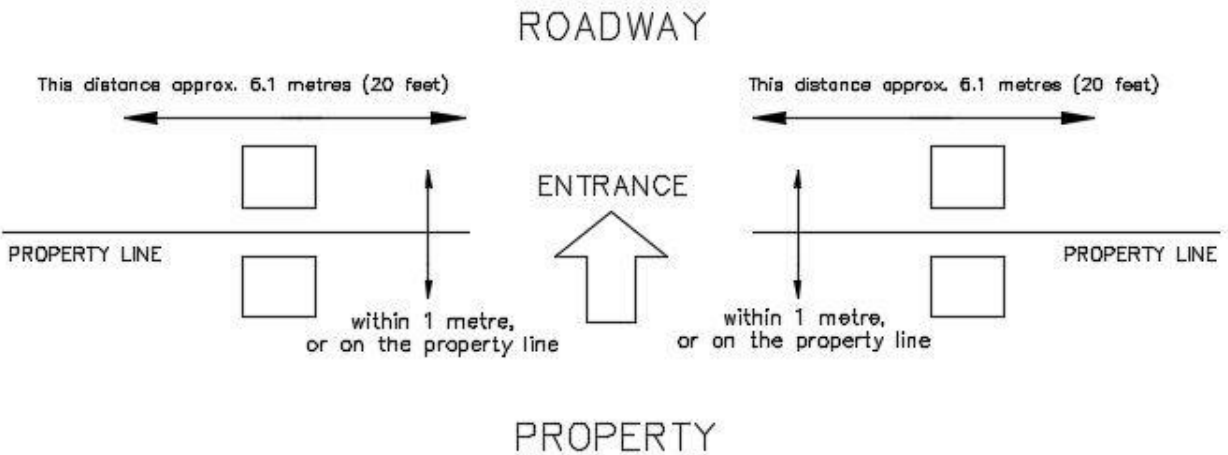 ROADWAY
This distance approx. 6.1 metres (20 feet)
This distance approx. 6.1 metres (20 feet)
ENTRANCE
PROPERTY LINE
PROPERTY LINE
within 1 metre,
or on the property line
within 1 metre,
or on the property line
PROPERTY